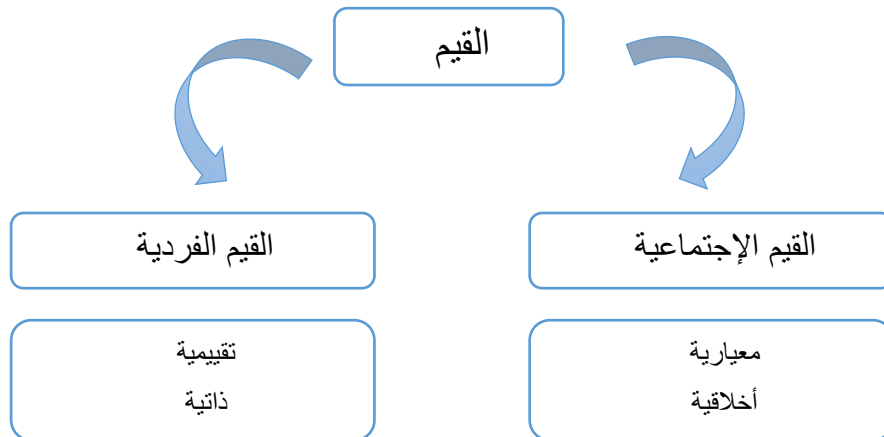 القيم
القيم الإجتماعية
القيم الفردية
معيارية
أخلاقية
تقييمية
ذاتية